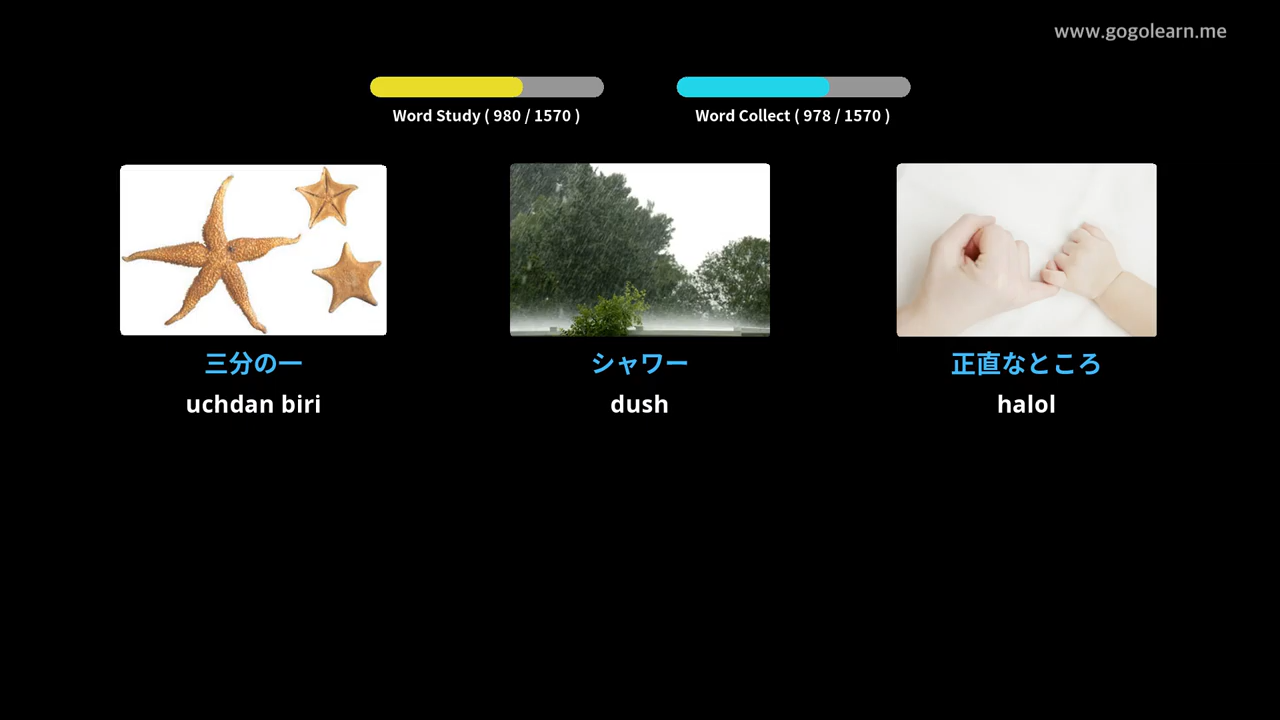 www.gogolearn.me
Word Study ( 980 / 1570 )
Word Collect ( 978 / 1570 )
三分の一
uchdan biri
シャワー
dush
正直なところ
halol